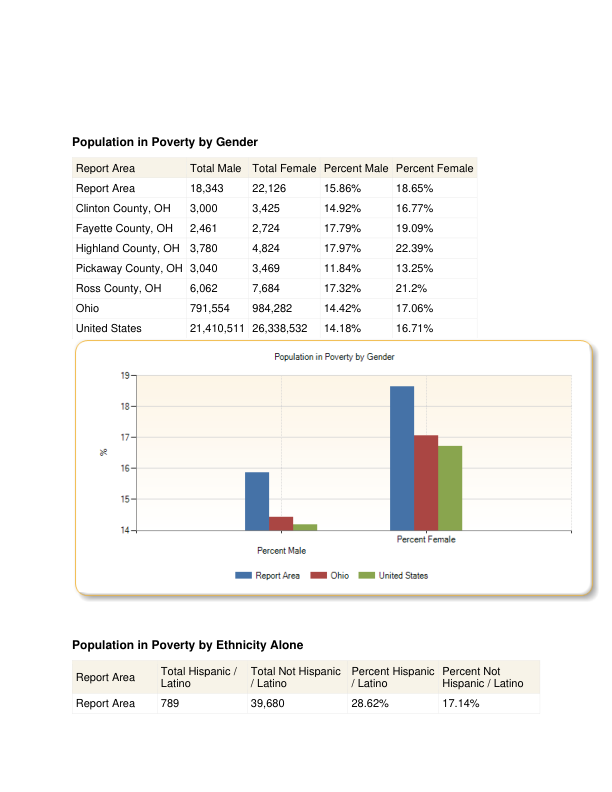 Population in Poverty by Gender
Report Area Total Male Total Female Percent Male Percent Female
Report Area 18,343 22,126 15.86% 18.65%
Clinton County, OH 3,000 3,425 14.92% 16.77%
Fayette County, OH 2,461 2,724 17.79% 19.09%
Highland County, OH 3,780 4,824 17.97% 22.39%
Pickaway County, OH 3,040 3,469 11.84% 13.25%
Ross County, OH 6,062 7,684 17.32% 21.2%
Ohio 791,554 984,282 14.42% 17.06%
United States 21,410,511 26,338,532 14.18% 16.71%
Population in Poverty by Gender
19
18
17
%
16
15
14
Percent Female
Percent Male
Report Area Ohio United States
Population in Poverty by Ethnicity Alone
Report Area Total Hispanic / Total Not Hispanic Percent Hispanic Percent Not
Latino / Latino / Latino Hispanic / Latino
Report Area 789 39,680 28.62% 17.14%